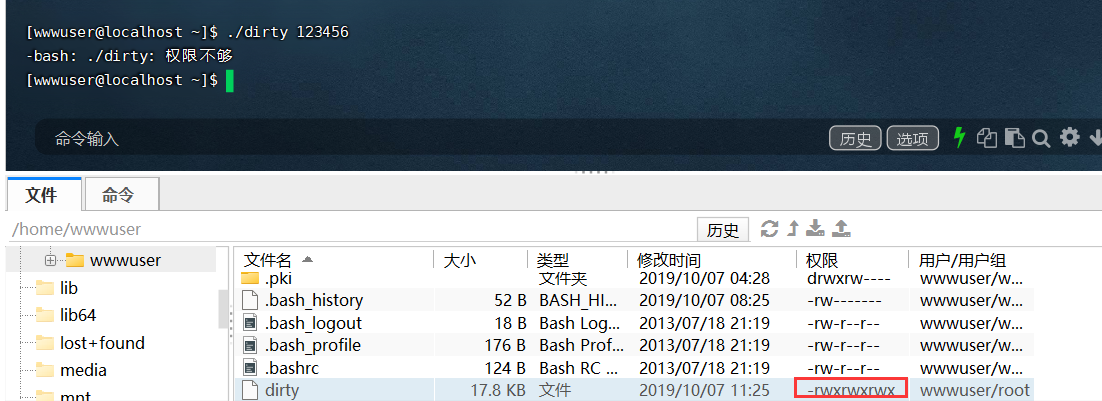 [wwwuser@localhost ~]$ ./dirty 123456
-bash: ./dirty: 权限不够
[wwwuser@localhost ~]$
命令输入 历史 选项
文件 命令
/home/wwwuser 历史
wwwuser
lib
lib64
lost+found
media
mnt
文件名 大小 类型 修改时间 权限 用户/用户组
.pki 文件夹 2019/10/07 04:28 drwxrw---- wwwuser/w...
.bash_history 52 B BASH_HI... 2019/10/07 08:25 -rw------- wwwuser/w...
.bash_logout 18 B Bash Log... 2013/07/18 21:19 -rw-r--r-- wwwuser/w...
.bash_profile 176 B Bash Prof... 2013/07/18 21:19 -rw-r--r-- wwwuser/w...
.bashrc 124 B Bash RC ... 2013/07/18 21:19 -rw-r--r-- wwwuser/w...
dirty 17.8 KB 文件 2019/10/07 11:25 -rwxrwxrwx wwwuser/root